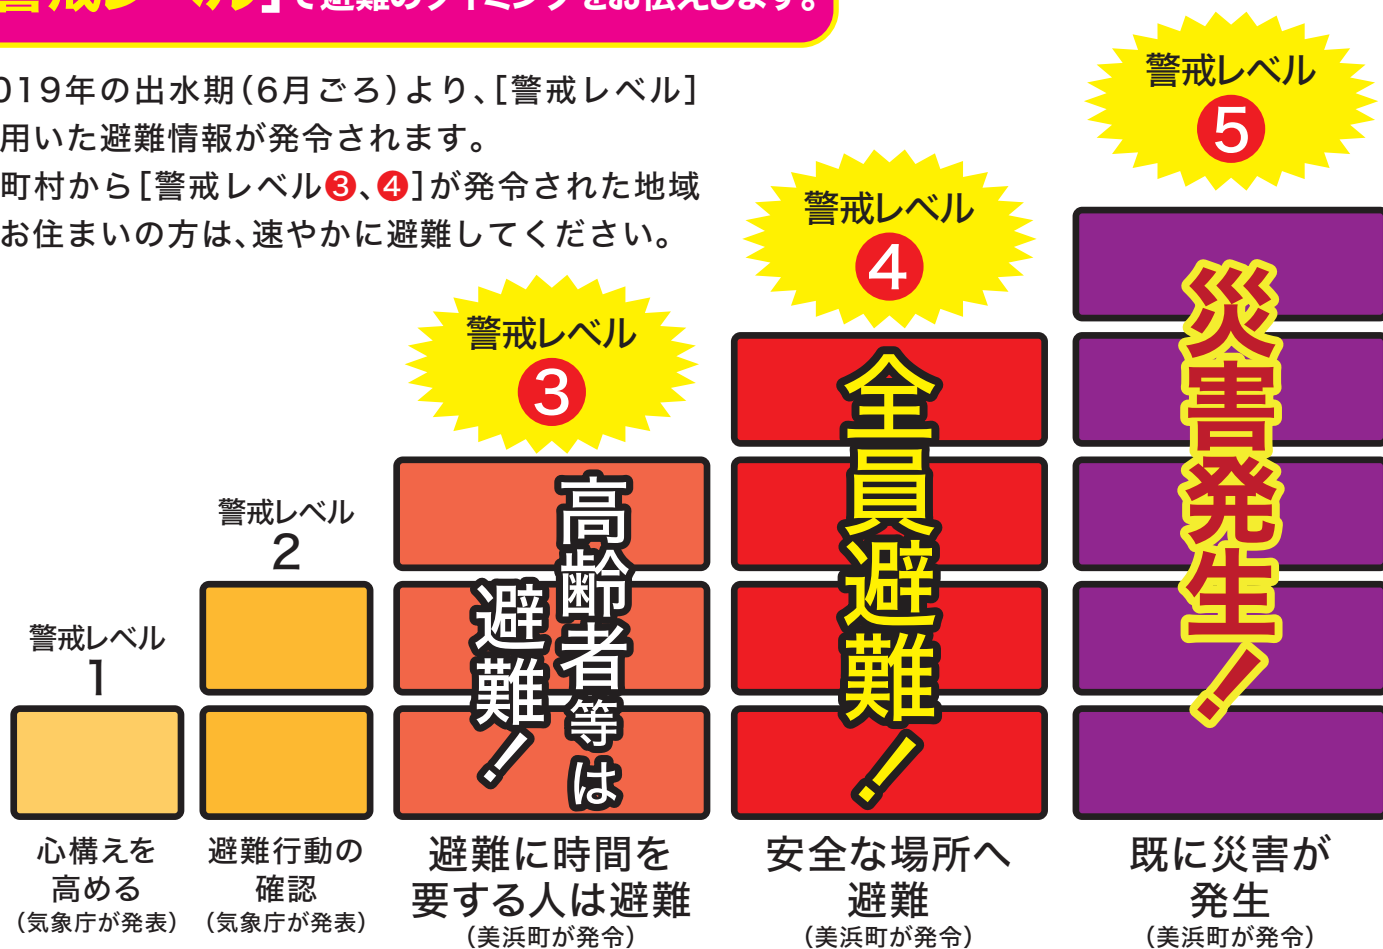 警戒レベル」で避難のタイミングをお伝えします。
019年の出水期(6月ごろ)より、[警戒レベル]
用いた避難情報が発令されます。
町村から[警戒レベル❸、❹]が発令された地域
お住まいの方は、速やかに避難してください。
警戒レベル
1
心構えを
高める
(気象庁が発表)
警戒レベル
2
避難行動の
確認
(気象庁が発表)
警戒レベル
3
高齢者等は
避難!
避難に時間を
要する人は避難
(美浜町が発令)
警戒レベル
4
全員避難!
安全な場所へ
避難
(美浜町が発令)
警戒レベル
5
災害発生!
既に災害が
発生
(美浜町が発令)